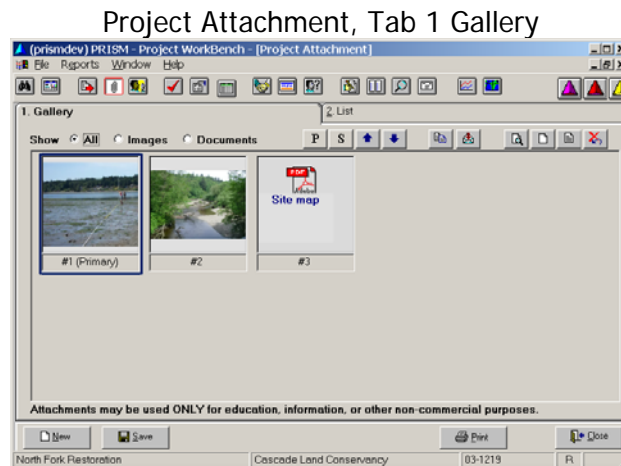 Project Attachment, Tab 1 Gallery
(prismdev) PRISM - Project WorkBench - [Project Attachment]
File Reports Window Help
1. Gallery
2. List
Show All Images Documents P S
PDF
Adobe
Site map
#1 (Primary) #2 #3
Attachments may be used ONLY for education, information, or other non-commercial purposes.
New Save Print Close
North Fork Restoration Cascade Land Conservancy 03-1219 R